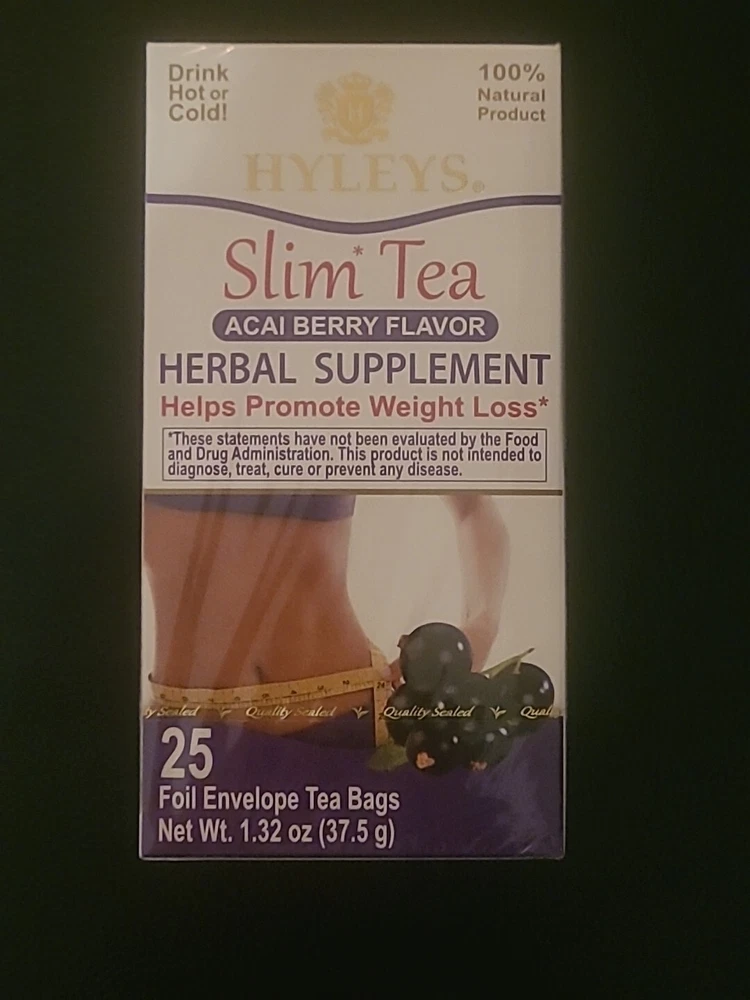 Drink
Hot or
Cold!
100%
Natural
Product
H
HYLEYS®
Slim* Tea
ACAI BERRY FLAVOR
HERBAL SUPPLEMENT
Helps Promote Weight Loss*
*These statements have not been evaluated by the Food
and Drug Administration. This product is not intended to
diagnose, treat, cure or prevent any disease.
y Sealed Quality Sealed Quality Sealed Qual
25
Foil Envelope Tea Bags
Net Wt. 1.32 oz (37.5 g)